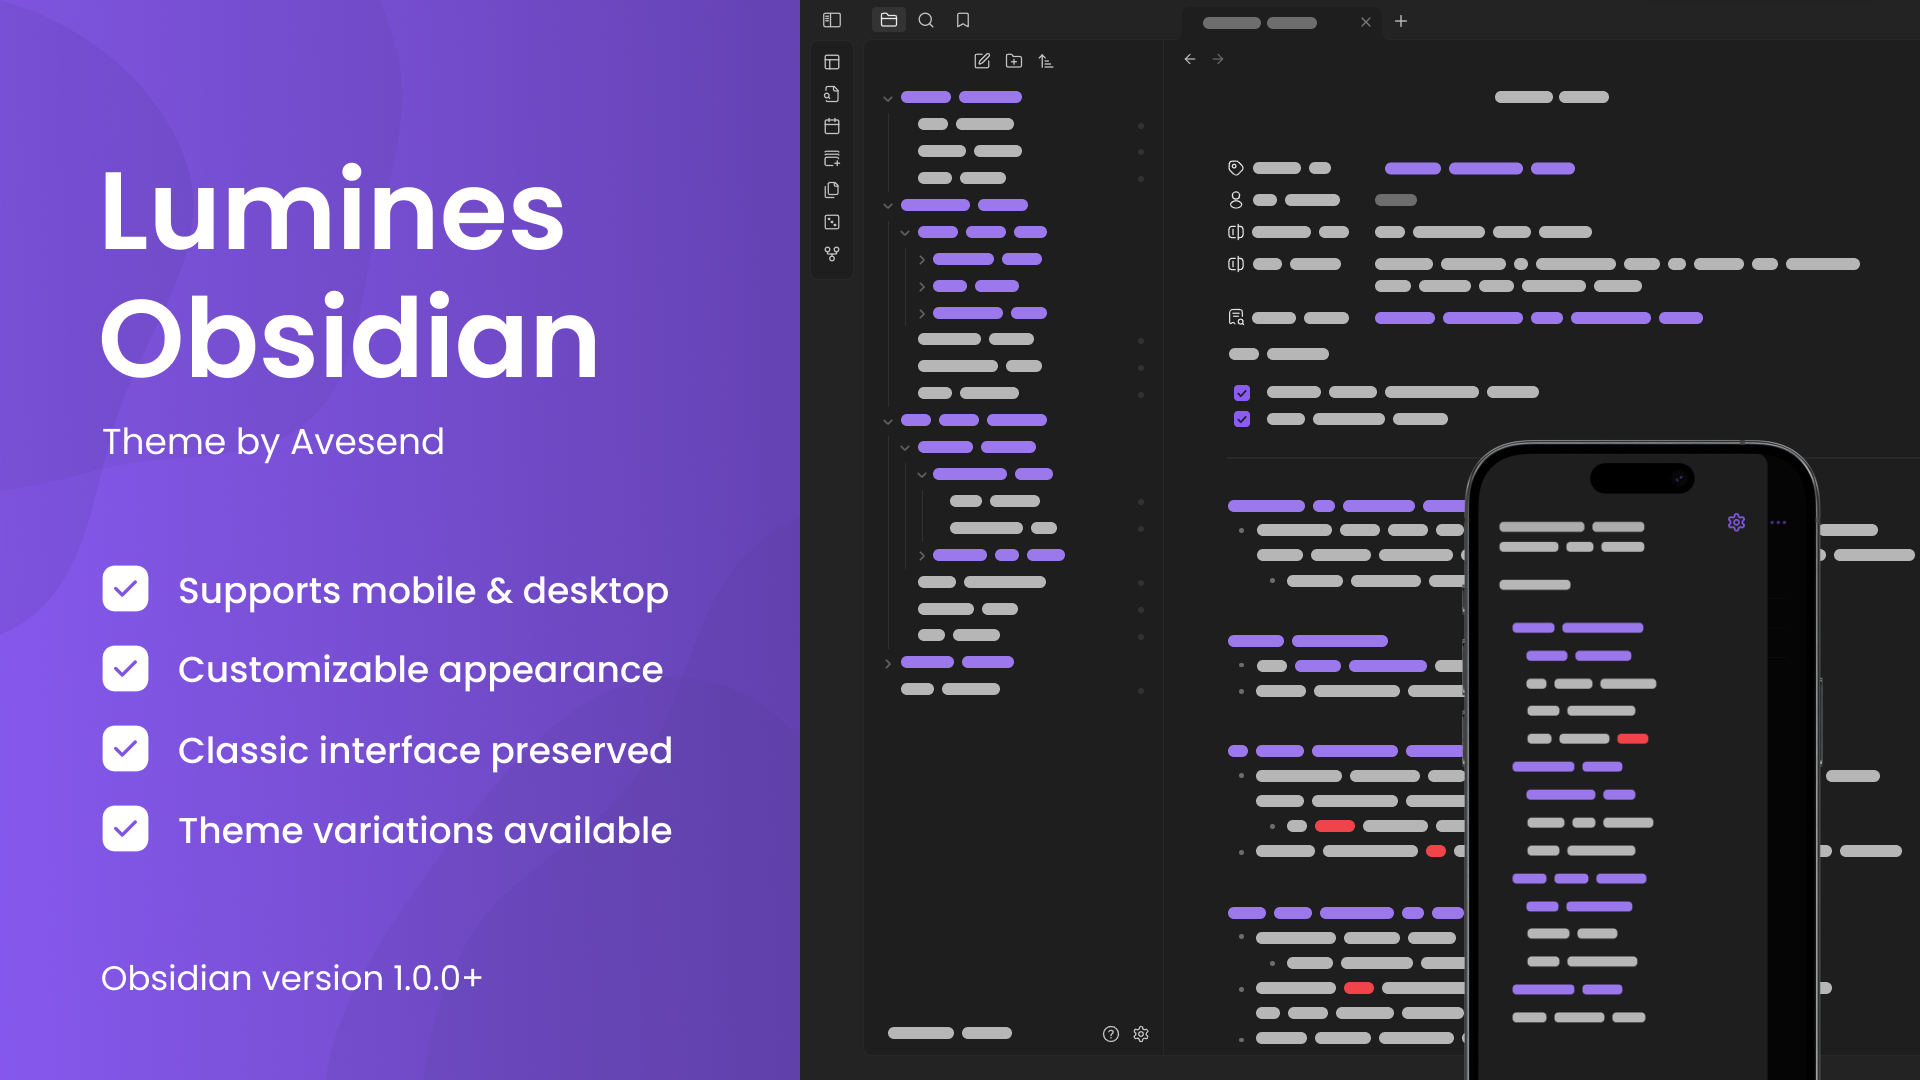 Lumines
Obsidian
Theme by Avesend
Supports mobile & desktop
Customizable appearance
Classic interface preserved
Theme variations available
Obsidian version 1.0.0+